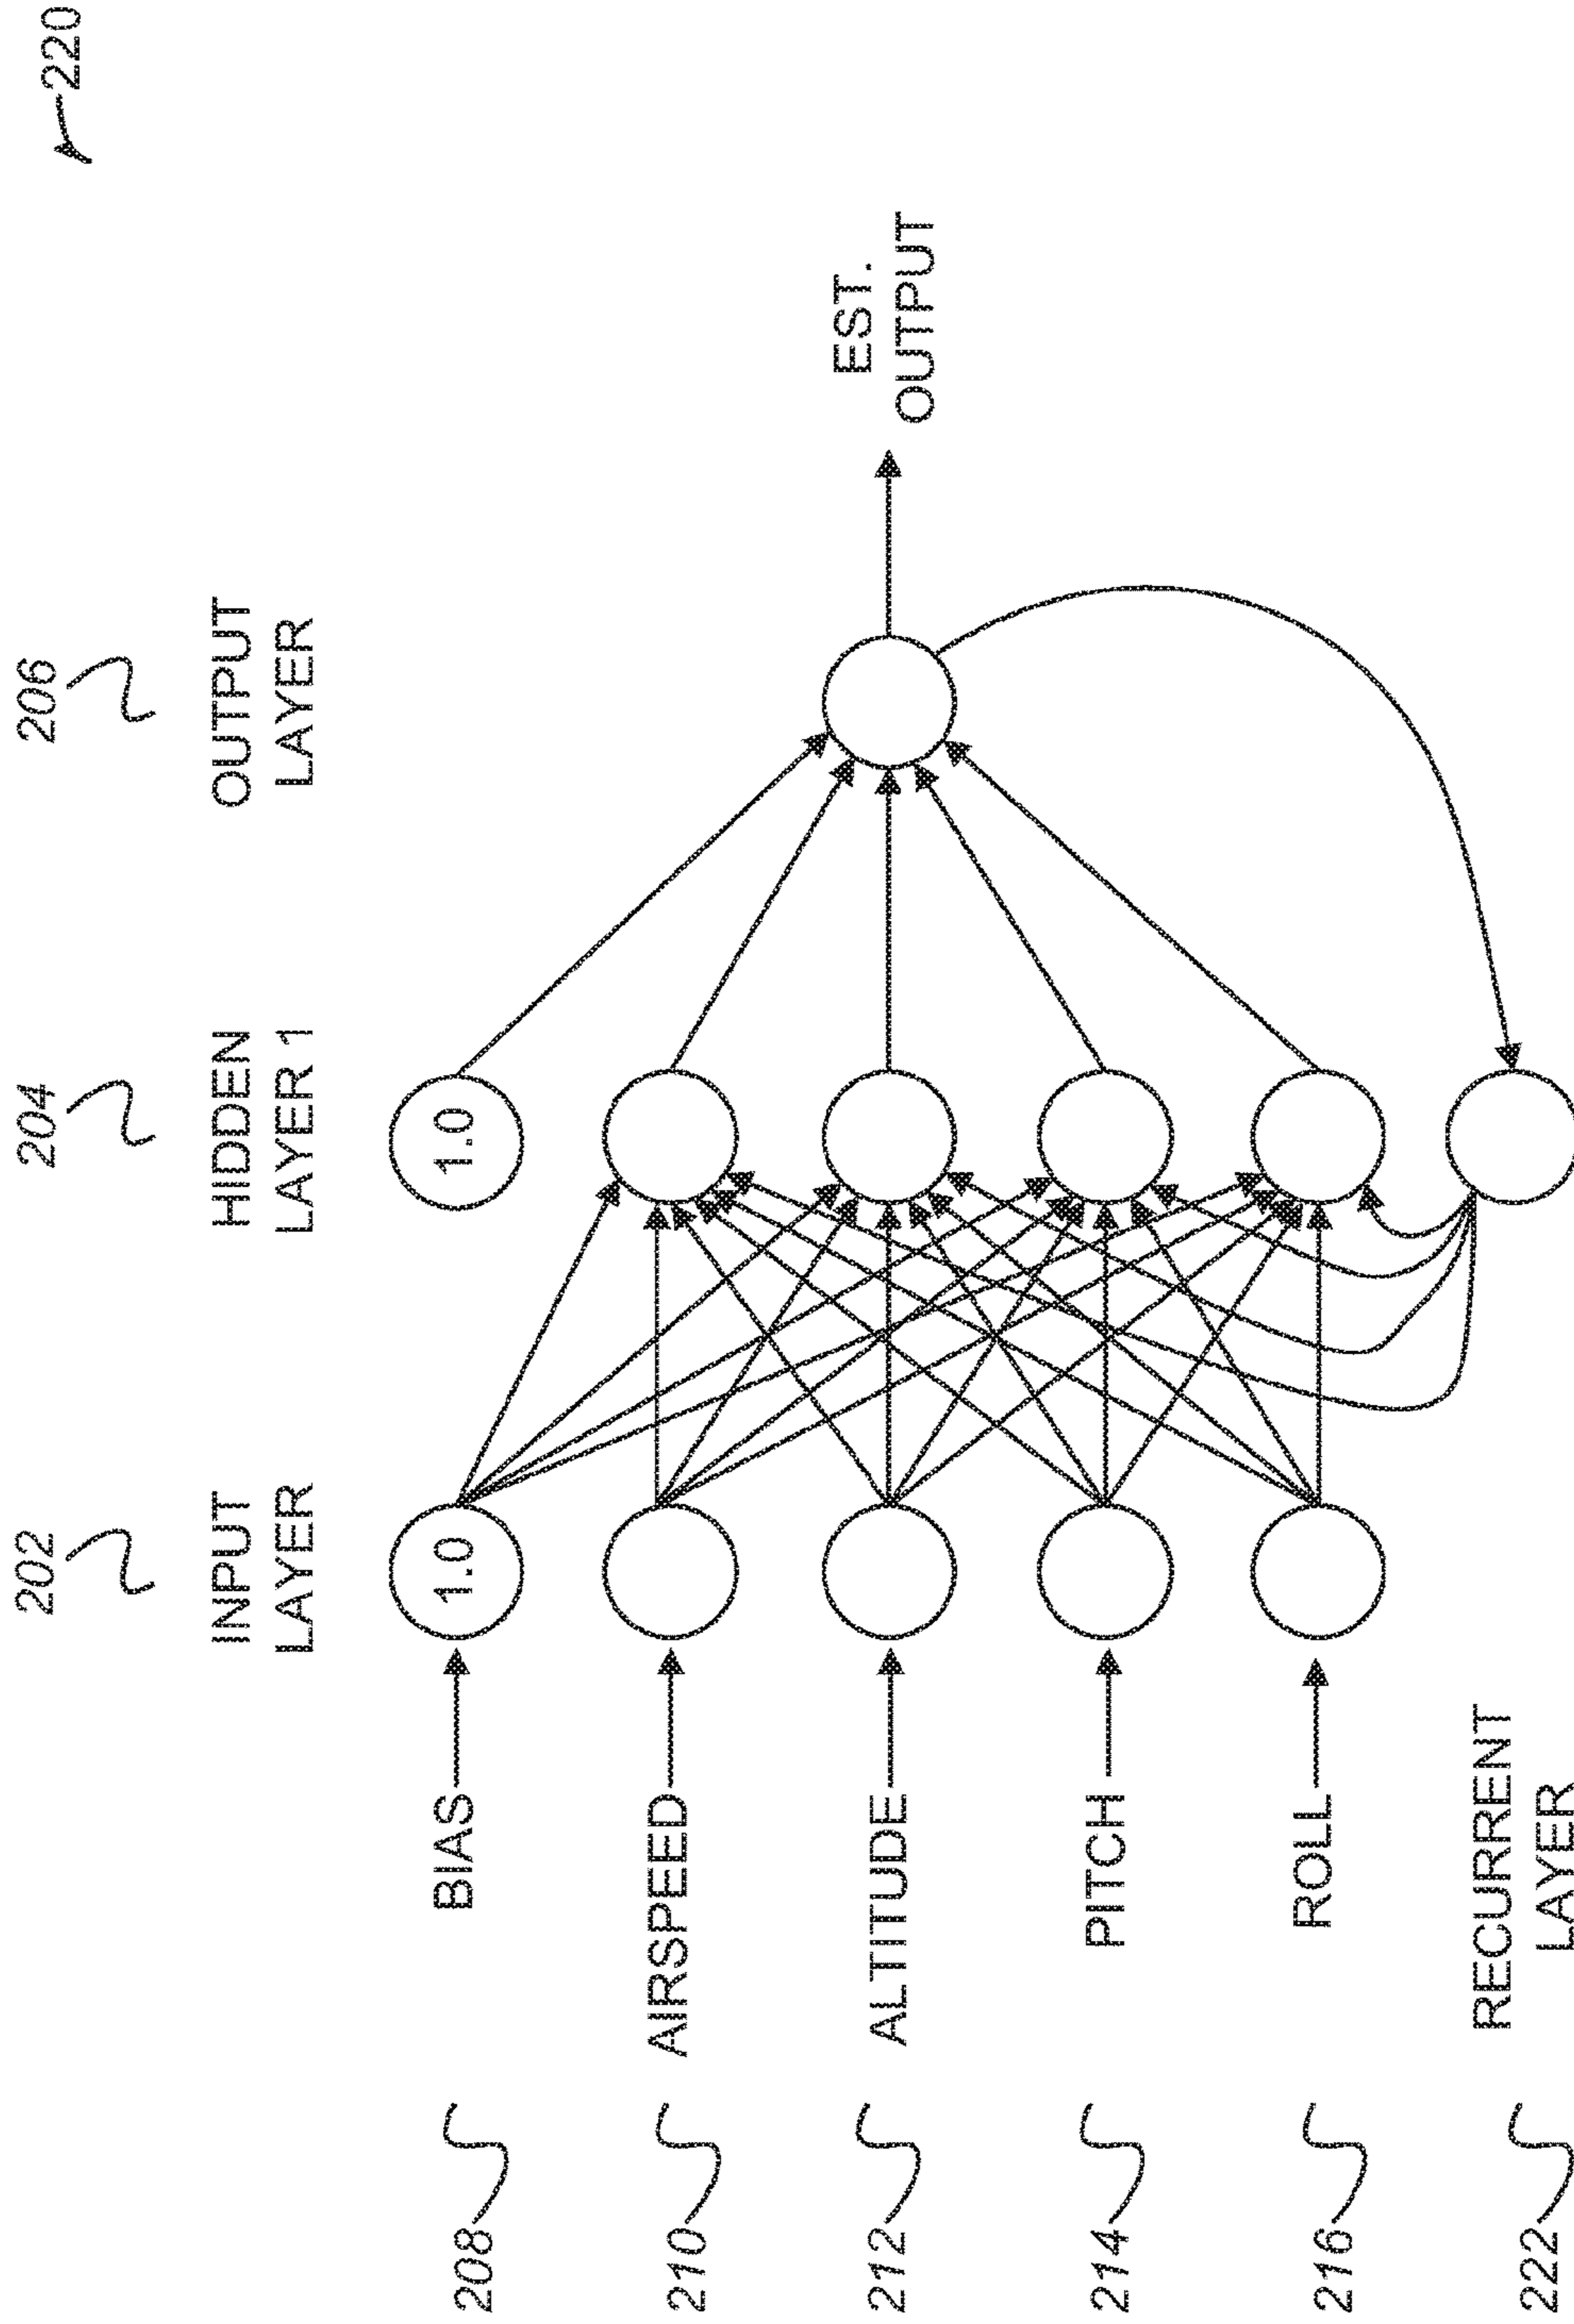 220
202
204
206
INPUT
LAYER
HIDDEN
LAYER 1
OUTPUT
LAYER
208
BIAS
1.0
1.0
210
AIRSPEED
212
ALTITUDE
EST.
OUTPUT
214
PITCH
216
ROLL
222
RECURRENT
LAYER